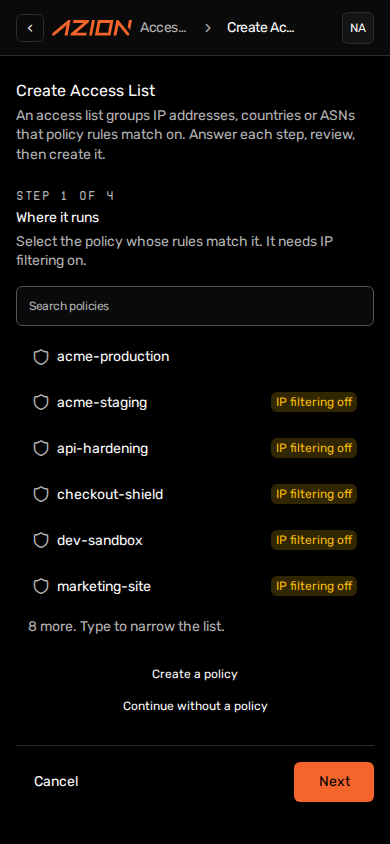 AZION Acces... Create Ac... NA
Create Access List
An access list groups IP addresses, countries or ASNs
that policy rules match on. Answer each step, review,
then create it.
STEP 1 OF 4
Where it runs
Select the policy whose rules match it. It needs IP
filtering on.
Search policies
acme-production
acme-staging IP filtering off
api-hardening IP filtering off
checkout-shield IP filtering off
dev-sandbox IP filtering off
marketing-site IP filtering off
8 more. Type to narrow the list.
Create a policy
Continue without a policy
Cancel Next